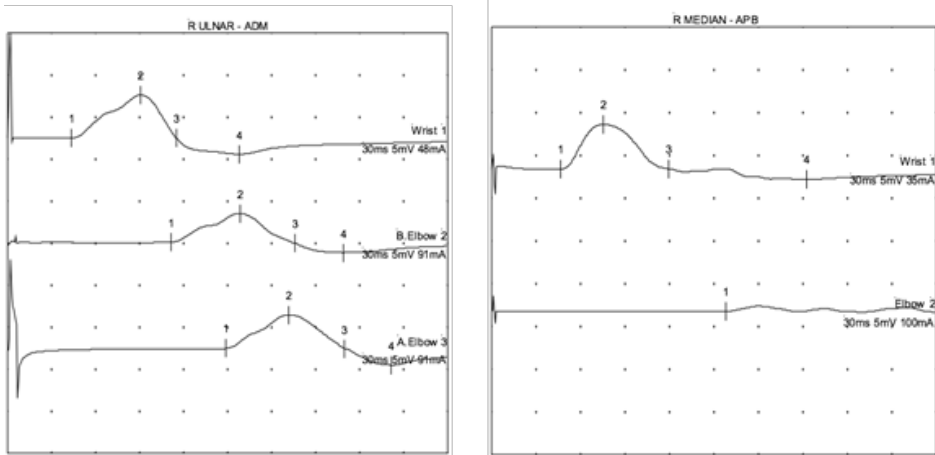 R ULNAR - ADM
1
2
3
4
Wrist 1
30ms 5mV 48mA
1
2
3
4
B.Elbow 2
30ms 5mV 91mA
1
2
3
4
A.Elbow 3
30ms 5mV 91mA
R MEDIAN - APB
1
2
3
4
Wrist 1
30ms 5mV 35mA
1
Elbow 2
30ms 5mV 100mA